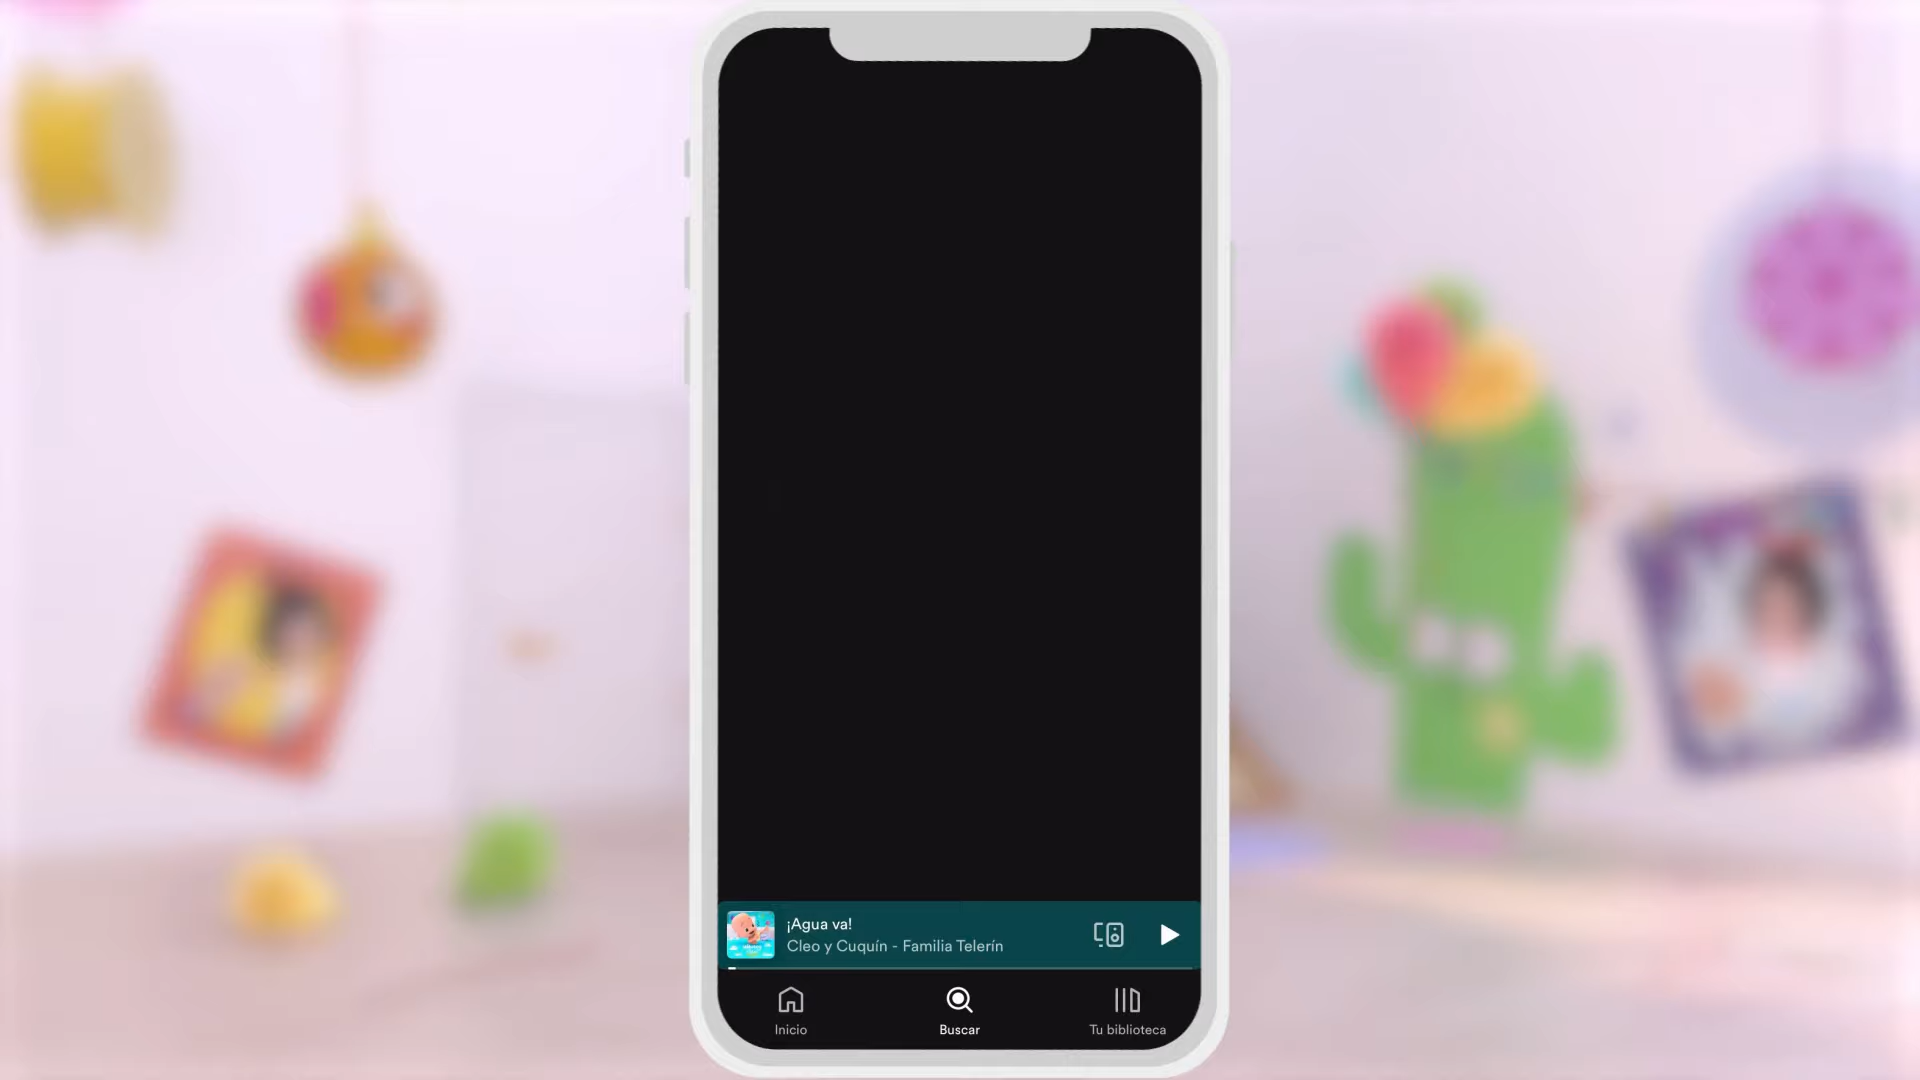 ¡Agua va!
Cleo y Cuquín - Familia Telerín
Inicio
Buscar
Tu biblioteca